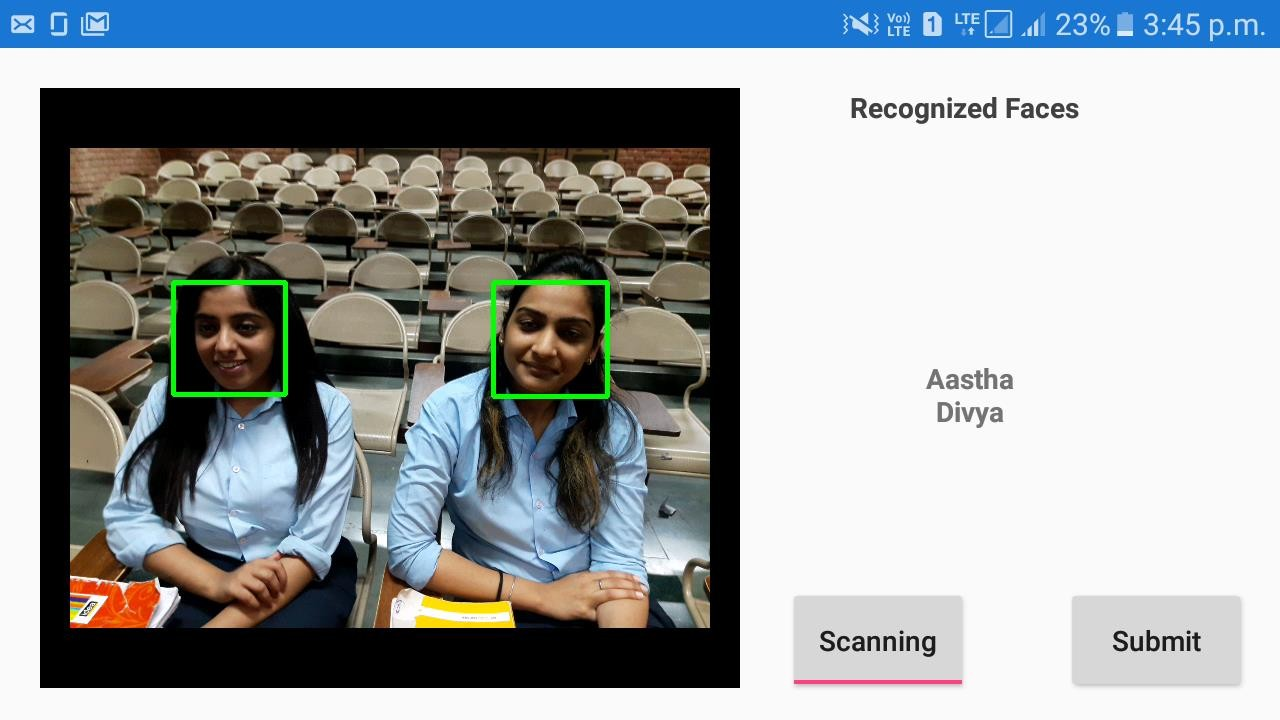 Vo))
LTE
1
LTE
23%
3:45 p.m.
Recognized Faces
Aastha
Divya
Scanning
Submit